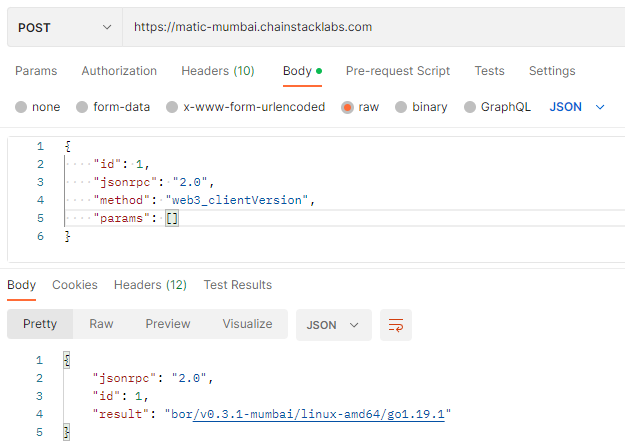 POST https://matic-mumbai.chainstacklabs.com
Params Authorization Headers (10) Body Pre-request Script Tests Settings
none form-data x-www-form-urlencoded raw binary GraphQL JSON
1 {
2 "id": 1,
3 "jsonrpc": "2.0",
4 "method": "web3_clientVersion",
5 "params": []
6 }
Body Cookies Headers (12) Test Results
Pretty Raw Preview Visualize JSON
1 {
2 "jsonrpc": "2.0",
3 "id": 1,
4 "result": "bor/v0.3.1-mumbai/linux-amd64/go1.19.1"
5 }